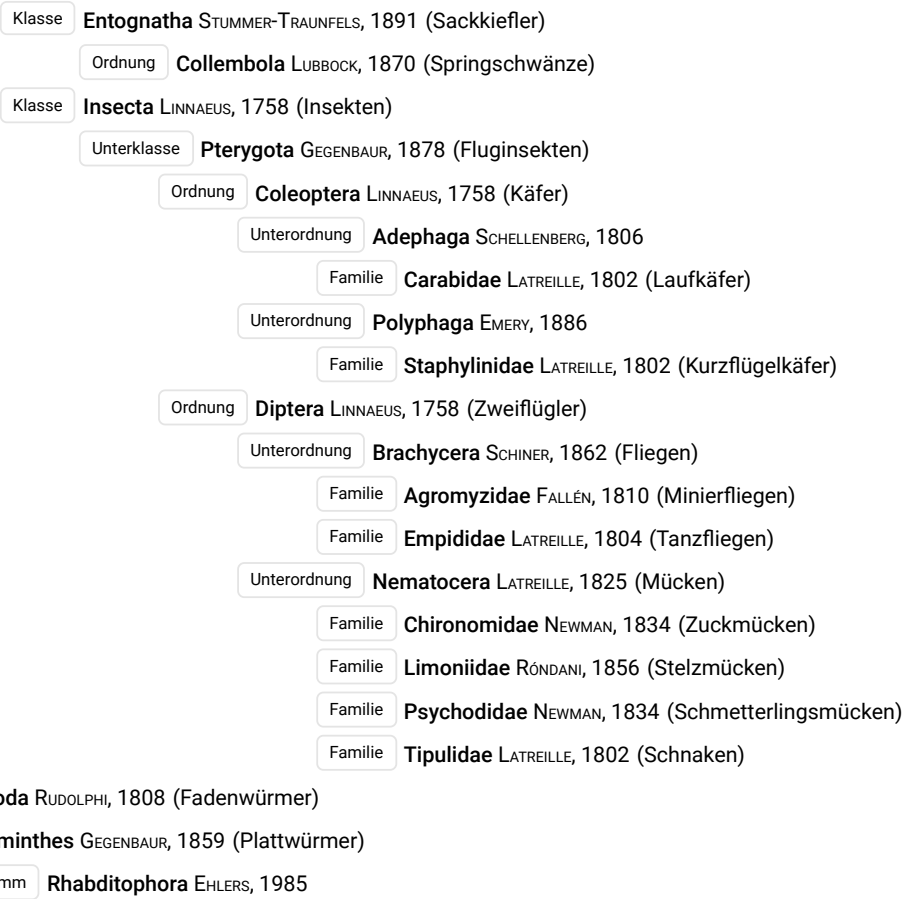 Klasse Entognatha Stummer-Traunfels, 1891 (Sackkiefler)
Ordnung Collembola Lubbock, 1870 (Springschwänze)
Klasse Insecta Linnaeus, 1758 (Insekten)
Unterklasse Pterygota Gegenbaur, 1878 (Fluginsekten)
Ordnung Coleoptera Linnaeus, 1758 (Käfer)
Unterordnung Adephaga Schellenberg, 1806
Familie Carabidae Latreille, 1802 (Laufkäfer)
Unterordnung Polyphaga Emery, 1886
Familie Staphylinidae Latreille, 1802 (Kurzflügelkäfer)
Ordnung Diptera Linnaeus, 1758 (Zweiflügler)
Unterordnung Brachycera Schiner, 1862 (Fliegen)
Familie Agromyzidae Fallén, 1810 (Minierfliegen)
Familie Empididae Latreille, 1804 (Tanzfliegen)
Unterordnung Nematocera Latreille, 1825 (Mücken)
Familie Chironomidae Newman, 1834 (Zuckmücken)
Familie Limoniidae Róndani, 1856 (Stelzmücken)
Familie Psychodidae Newman, 1834 (Schmetterlingsmücken)
Familie Tipulidae Latreille, 1802 (Schnaken)
oda Rudolphi, 1808 (Fadenwürmer)
minthes Gegenbaur, 1859 (Plattwürmer)
mm Rhabditophora Ehlers, 1985